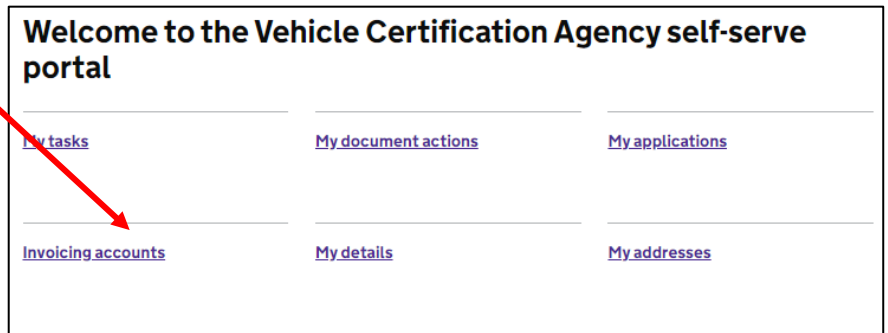 Welcome to the Vehicle Certification Agency self-serve
portal
My tasks
My document actions
My applications
Invoicing accounts
My details
My addresses